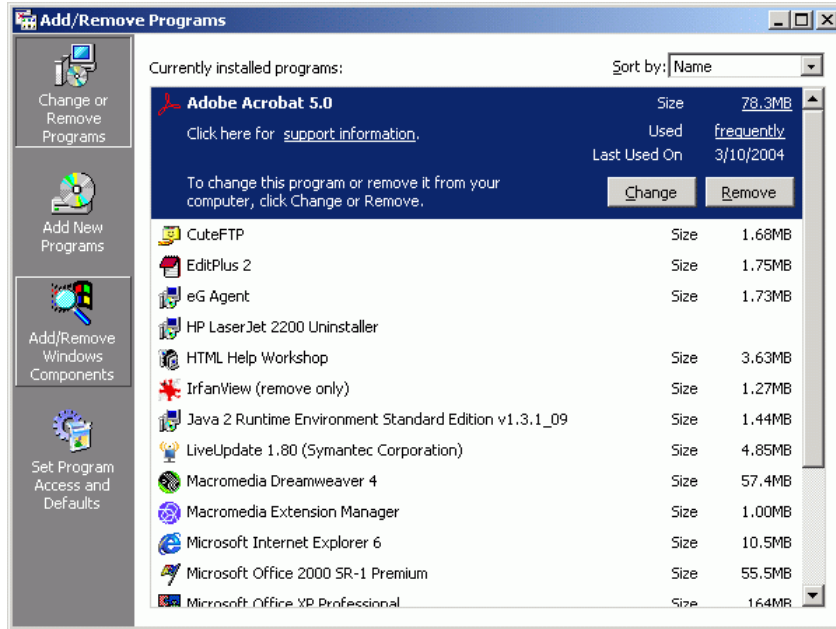 Add/Remove Programs
Change or
Remove
Programs
Add New
Programs
Add/Remove
Windows
Components
Set Program
Access and
Defaults
Currently installed programs:
Sort by: Name
Adobe Acrobat 5.0 Size 78.3MB
Click here for support information. Used frequently
Last Used On 3/10/2004
To change this program or remove it from your
computer, click Change or Remove.
Change Remove
CuteFTP Size 1.68MB
EditPlus 2 Size 1.75MB
eG Agent Size 1.73MB
HP LaserJet 2200 Uninstaller
HTML Help Workshop Size 3.63MB
IrfanView (remove only) Size 1.27MB
Java 2 Runtime Environment Standard Edition v1.3.1_09 Size 1.44MB
LiveUpdate 1.80 (Symantec Corporation) Size 4.85MB
Macromedia Dreamweaver 4 Size 57.4MB
Macromedia Extension Manager Size 1.00MB
Microsoft Internet Explorer 6 Size 10.5MB
Microsoft Office 2000 SR-1 Premium Size 55.5MB
Microsoft Office XP Professional Size 164MB